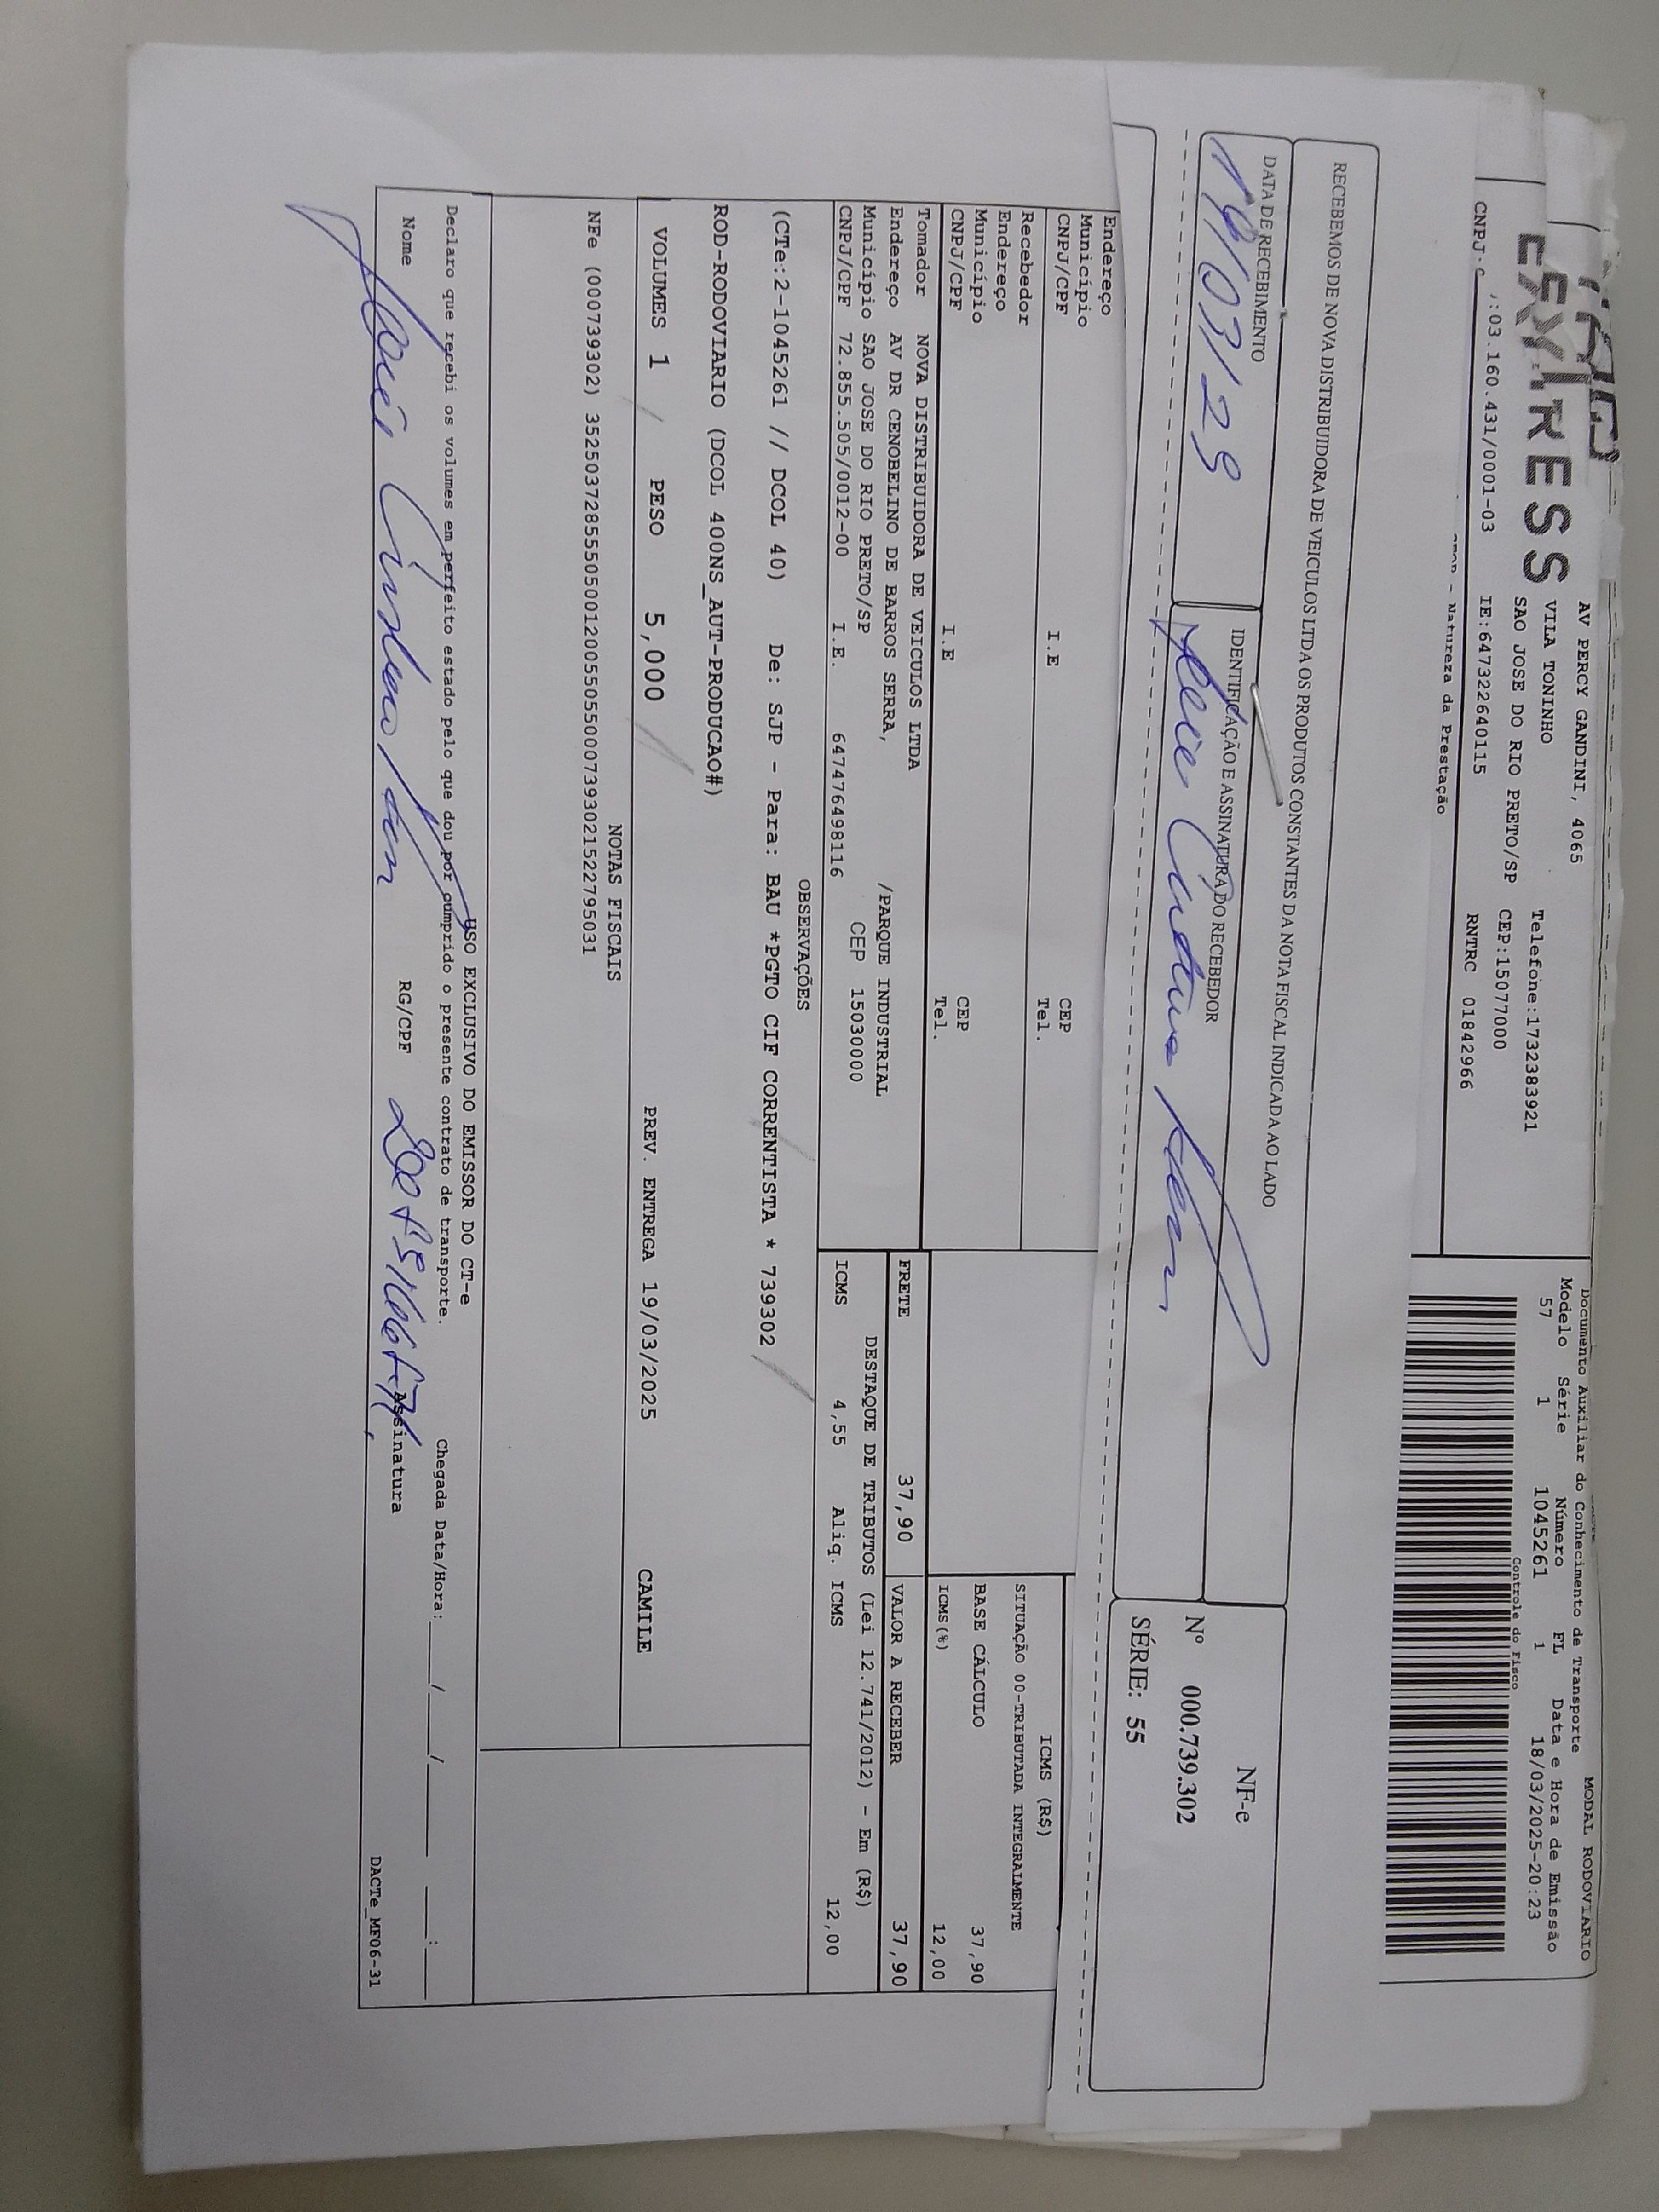 EXPRESS
AV PERCY GANDINI, 4065
VILA TONINHO
SAO JOSE DO RIO PRETO/SP
Telefone:1732383921
CEP:15077000
CNPJ :03.160.431/0001-03 IE:647322640115 RNTRC 01842966
- Natureza da Prestação
MODAL RODOVIARIO
Documento Auxiliar do Conhecimento de Transporte
Modelo Série Número FL Data e Hora de Emissão
57 1 1045261 1 18/03/2025-20:23
Controle do Fisco
RECEBEMOS DE NOVA DISTRIBUIDORA DE VEICULOS LTDA OS PRODUTOS CONSTANTES DA NOTA FISCAL INDICADA AO LADO
DATA DE RECEBIMENTO
IDENTIFICAÇÃO E ASSINATURA DO RECEBEDOR
NF-e
Nº 000.739.302
SÉRIE: 55
Endereço
Município CEP
CNPJ/CPF I.E Tel.
Recebedor
Endereço
Município CEP
CNPJ/CPF I.E Tel.
Tomador NOVA DISTRIBUIDORA DE VEICULOS LTDA
Endereço AV DR CENOBELINO DE BARROS SERRA, /PARQUE INDUSTRIAL
Município SAO JOSE DO RIO PRETO/SP CEP 15030000
CNPJ/CPF 72.855.505/0012-00 I.E. 647476498116
ICMS (R$)
SITUAÇÃO 00-TRIBUTADA INTEGRALMENTE
BASE CÁLCULO 37,90
ICMS(%) 12,00
FRETE 37,90 VALOR A RECEBER 37,90
DESTAQUE DE TRIBUTOS (Lei 12.741/2012) - Em (R$)
ICMS 4,55 Aliq. ICMS 12,00
OBSERVAÇÕES
(CTe:2-1045261 // DCOL 40) De: SJP - Para: BAU *PGTO CIF CORRENTISTA * 739302
ROD-RODOVIARIO (DCOL 400NS_AUT-PRODUCAO#)
VOLUMES 1 PESO 5,000 PREV. ENTREGA 19/03/2025 CAMILE
NOTAS FISCAIS
NFe (000739302) 35250372855505001200550550007393021522795031
USO EXCLUSIVO DO EMISSOR DO CT-e
Declaro que recebi os volumes em perfeito estado pelo que dou por cumprido o presente contrato de transporte. Chegada Data/Hora:___/___/_____ ___:___
Nome RG/CPF Assinatura
DACTe_MF06-31